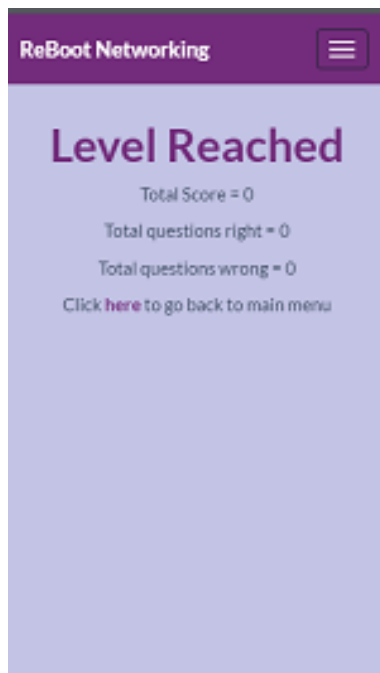 ReBoot Networking
Level Reached
Total Score = 0
Total questions right = 0
Total questions wrong = 0
Click here to go back to main menu